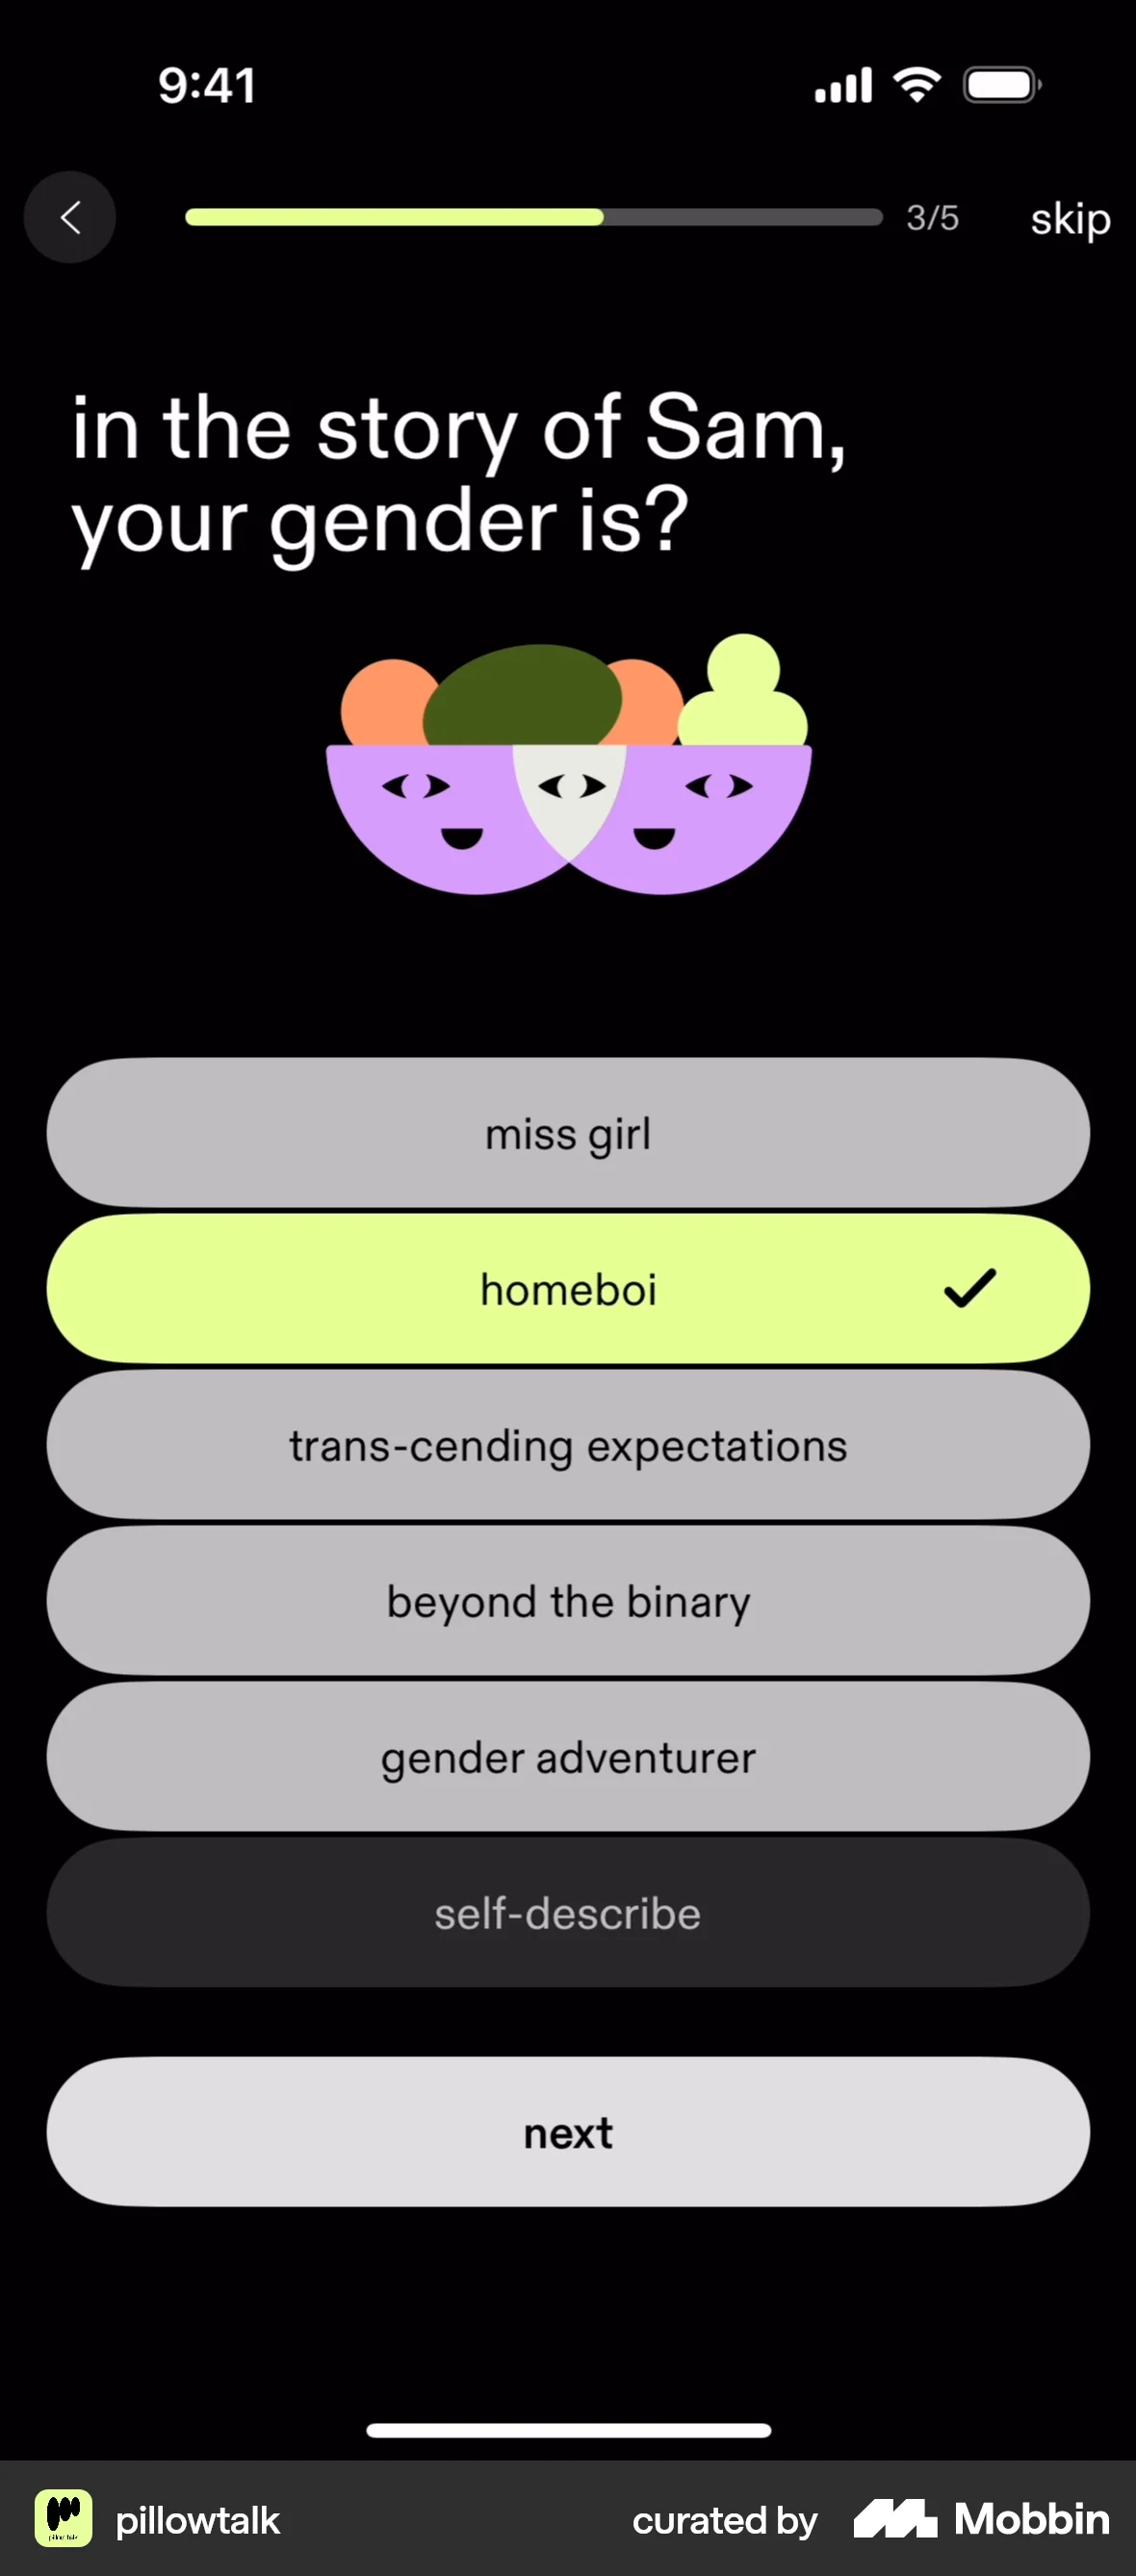 9:41
3/5
skip
in the story of Sam,
your gender is?
miss girl
homeboi
trans-cending expectations
beyond the binary
gender adventurer
self-describe
next
pillowtalk
curated by
Mobbin